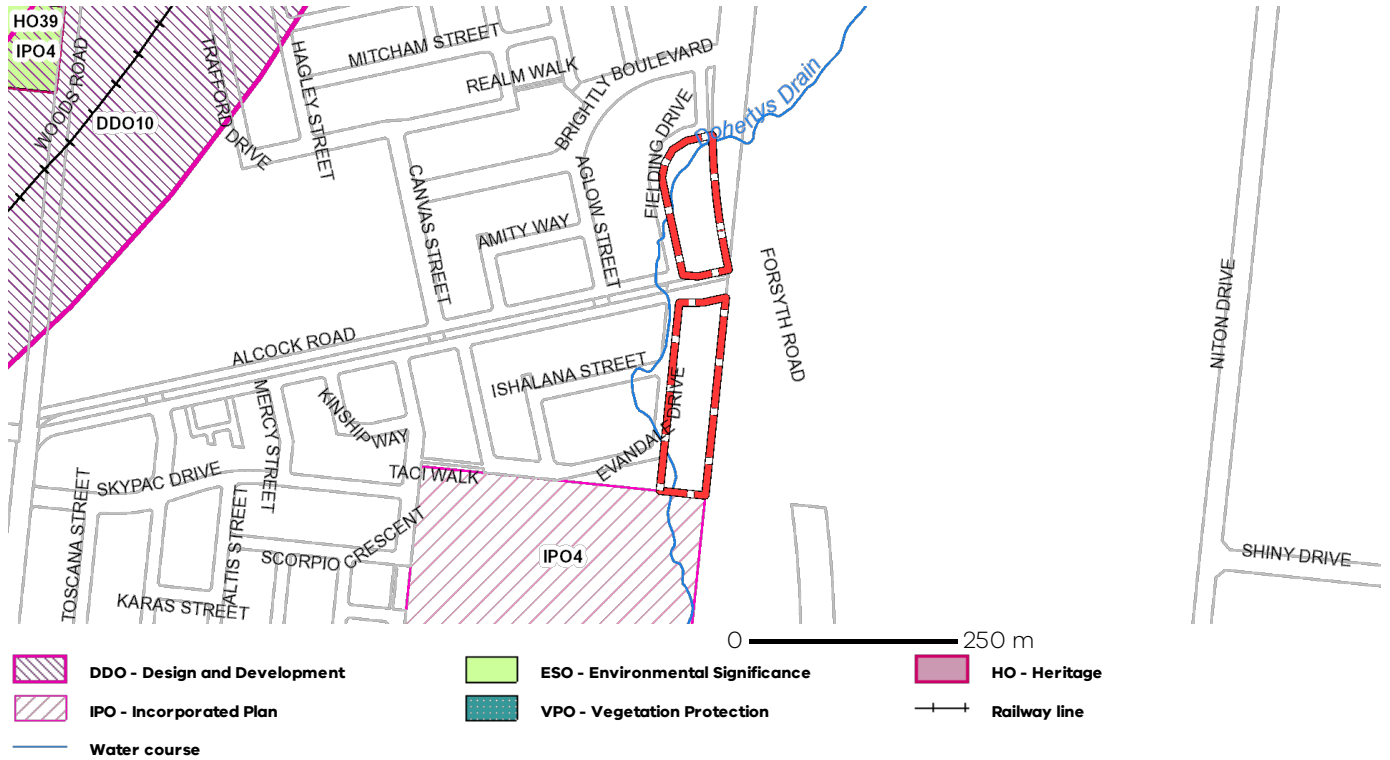 HO39
IPO4
WOODS ROAD
DDO10
TRAFFORD DRIVE
HAGLEY STREET
MITCHAM STREET
REALM WALK
BRIGHTLY BOULEVARD
FIELDING DRIVE
Dohertys Drain
CANVAS STREET
AGLOW STREET
AMITY WAY
FORSYTH ROAD
NITON DRIVE
ALCOCK ROAD
ISHALANA STREET
MERCY STREET
KINSHIP WAY
EVANDALE DRIVE
TACI WALK
SKYPAC DRIVE
TOSCANA STREET
ALTIS STREET
SCORPIO CRESCENT
KARAS STREET
IPO4
SHINY DRIVE
0 250 m
DDO - Design and Development
ESO - Environmental Significance
HO - Heritage
IPO - Incorporated Plan
VPO - Vegetation Protection
Railway line
Water course